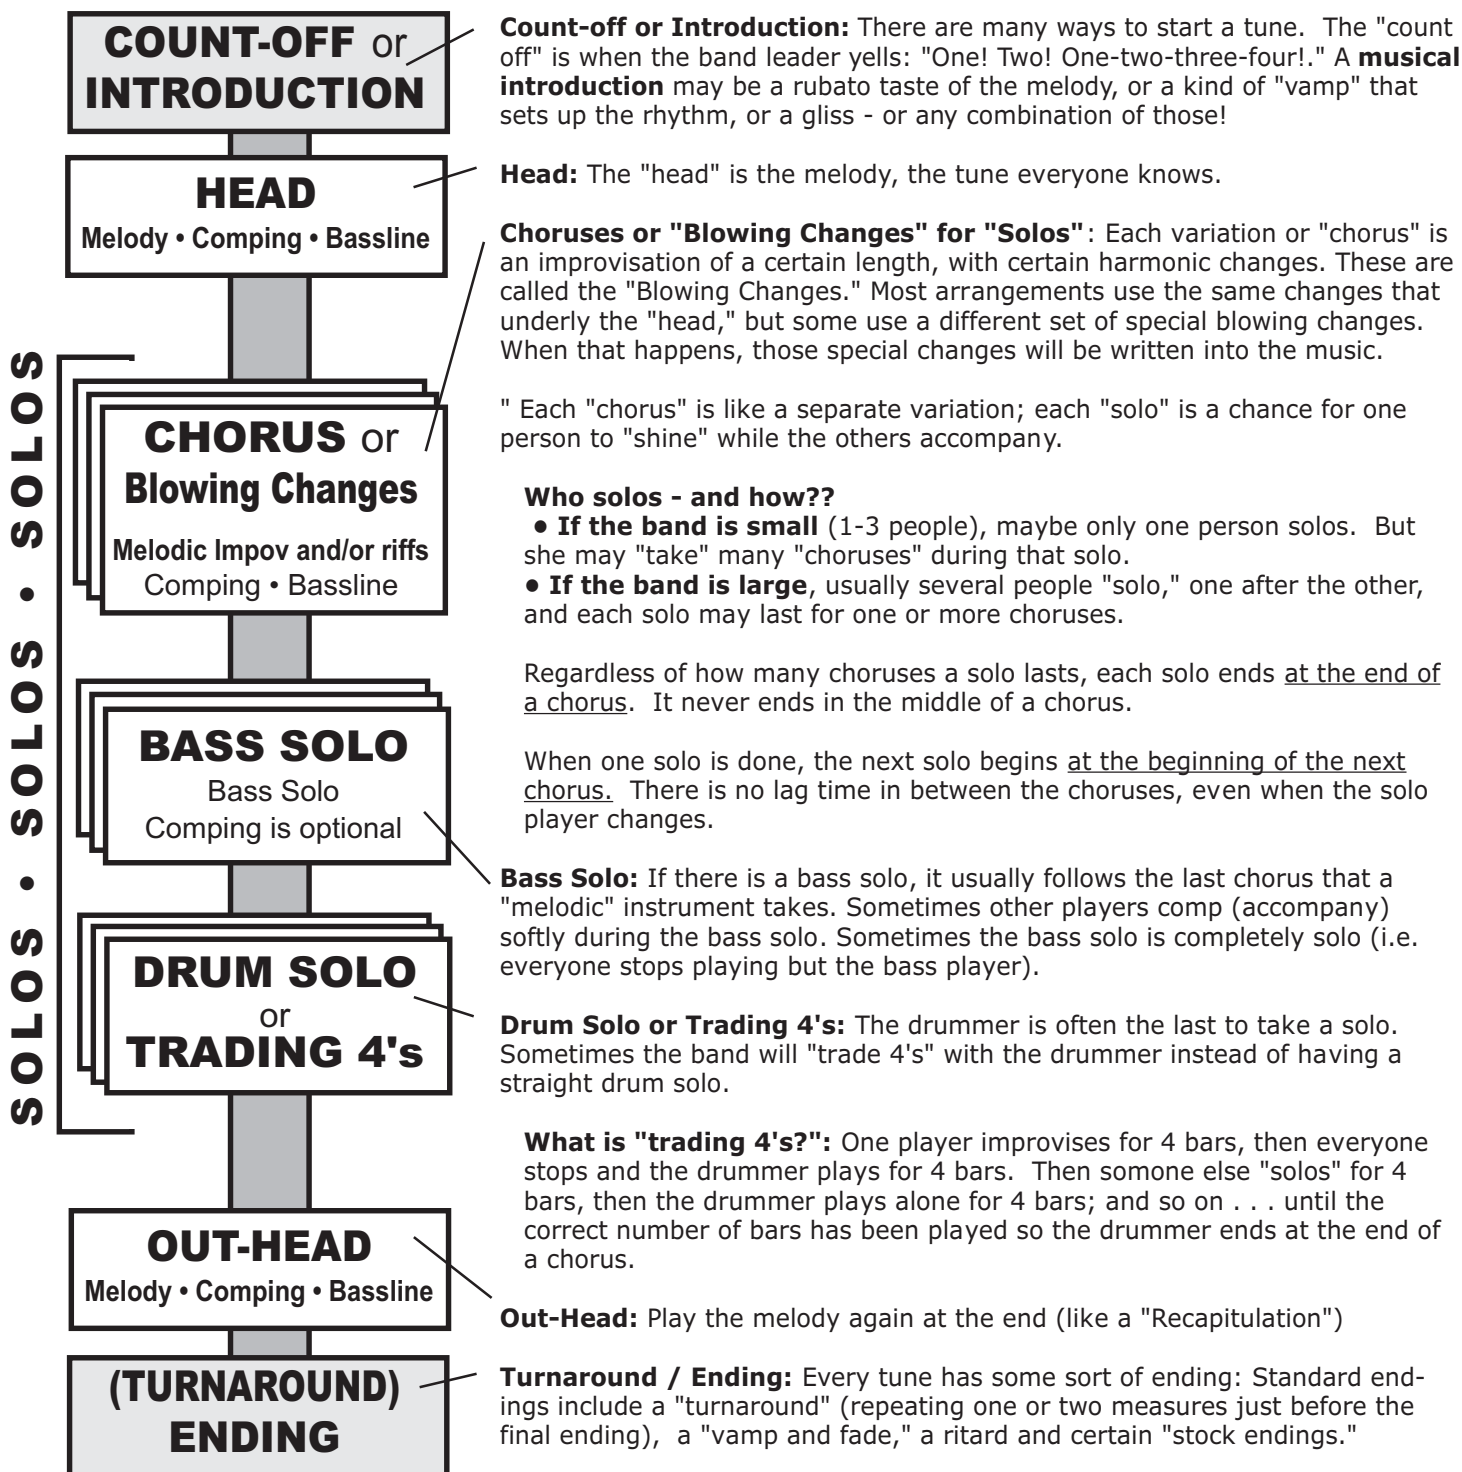 COUNT-OFF or
INTRODUCTION
HEAD
Melody • Comping • Bassline
SOLOS • SOLOS • SOLOS
CHORUS or
Blowing Changes
Melodic Impov and/or riffs
Comping • Bassline
BASS SOLO
Bass Solo
Comping is optional
DRUM SOLO
or
TRADING 4's
OUT-HEAD
Melody • Comping • Bassline
(TURNAROUND)
ENDING
Count-off or Introduction: There are many ways to start a tune.  The "count
off" is when the band leader yells: "One! Two! One-two-three-four!." A musical
introduction may be a rubato taste of the melody, or a kind of "vamp" that
sets up the rhythm, or a gliss - or any combination of those!
Head: The "head" is the melody, the tune everyone knows.
Choruses or "Blowing Changes" for "Solos": Each variation or "chorus" is
an improvisation of a certain length, with certain harmonic changes. These are
called the "Blowing Changes." Most arrangements use the same changes that
underly the "head," but some use a different set of special blowing changes.
When that happens, those special changes will be written into the music.
" Each "chorus" is like a separate variation; each "solo" is a chance for one
person to "shine" while the others accompany.
Who solos - and how??
• If the band is small (1-3 people), maybe only one person solos.  But
she may "take" many "choruses" during that solo.
• If the band is large, usually several people "solo," one after the other,
and each solo may last for one or more choruses.
Regardless of how many choruses a solo lasts, each solo ends at the end of
a chorus.  It never ends in the middle of a chorus.
When one solo is done, the next solo begins at the beginning of the next
chorus.  There is no lag time in between the choruses, even when the solo
player changes.
Bass Solo: If there is a bass solo, it usually follows the last chorus that a
"melodic" instrument takes. Sometimes other players comp (accompany)
softly during the bass solo. Sometimes the bass solo is completely solo (i.e.
everyone stops playing but the bass player).
Drum Solo or Trading 4's: The drummer is often the last to take a solo.
Sometimes the band will "trade 4's" with the drummer instead of having a
straight drum solo.
What is "trading 4's?": One player improvises for 4 bars, then everyone
stops and the drummer plays for 4 bars.  Then somone else "solos" for 4
bars, then the drummer plays alone for 4 bars; and so on . . . until the
correct number of bars has been played so the drummer ends at the end of
a chorus.
Out-Head: Play the melody again at the end (like a "Recapitulation")
Turnaround / Ending: Every tune has some sort of ending: Standard end-
ings include a "turnaround" (repeating one or two measures just before the
final ending),  a "vamp and fade," a ritard and certain "stock endings."